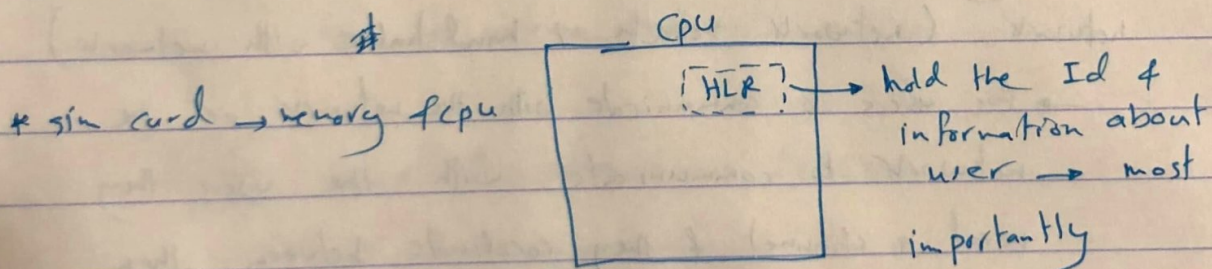 #
Cpu
* sim card → memory & cpu
HLR → hold the Id &
information about
user → most
importantly